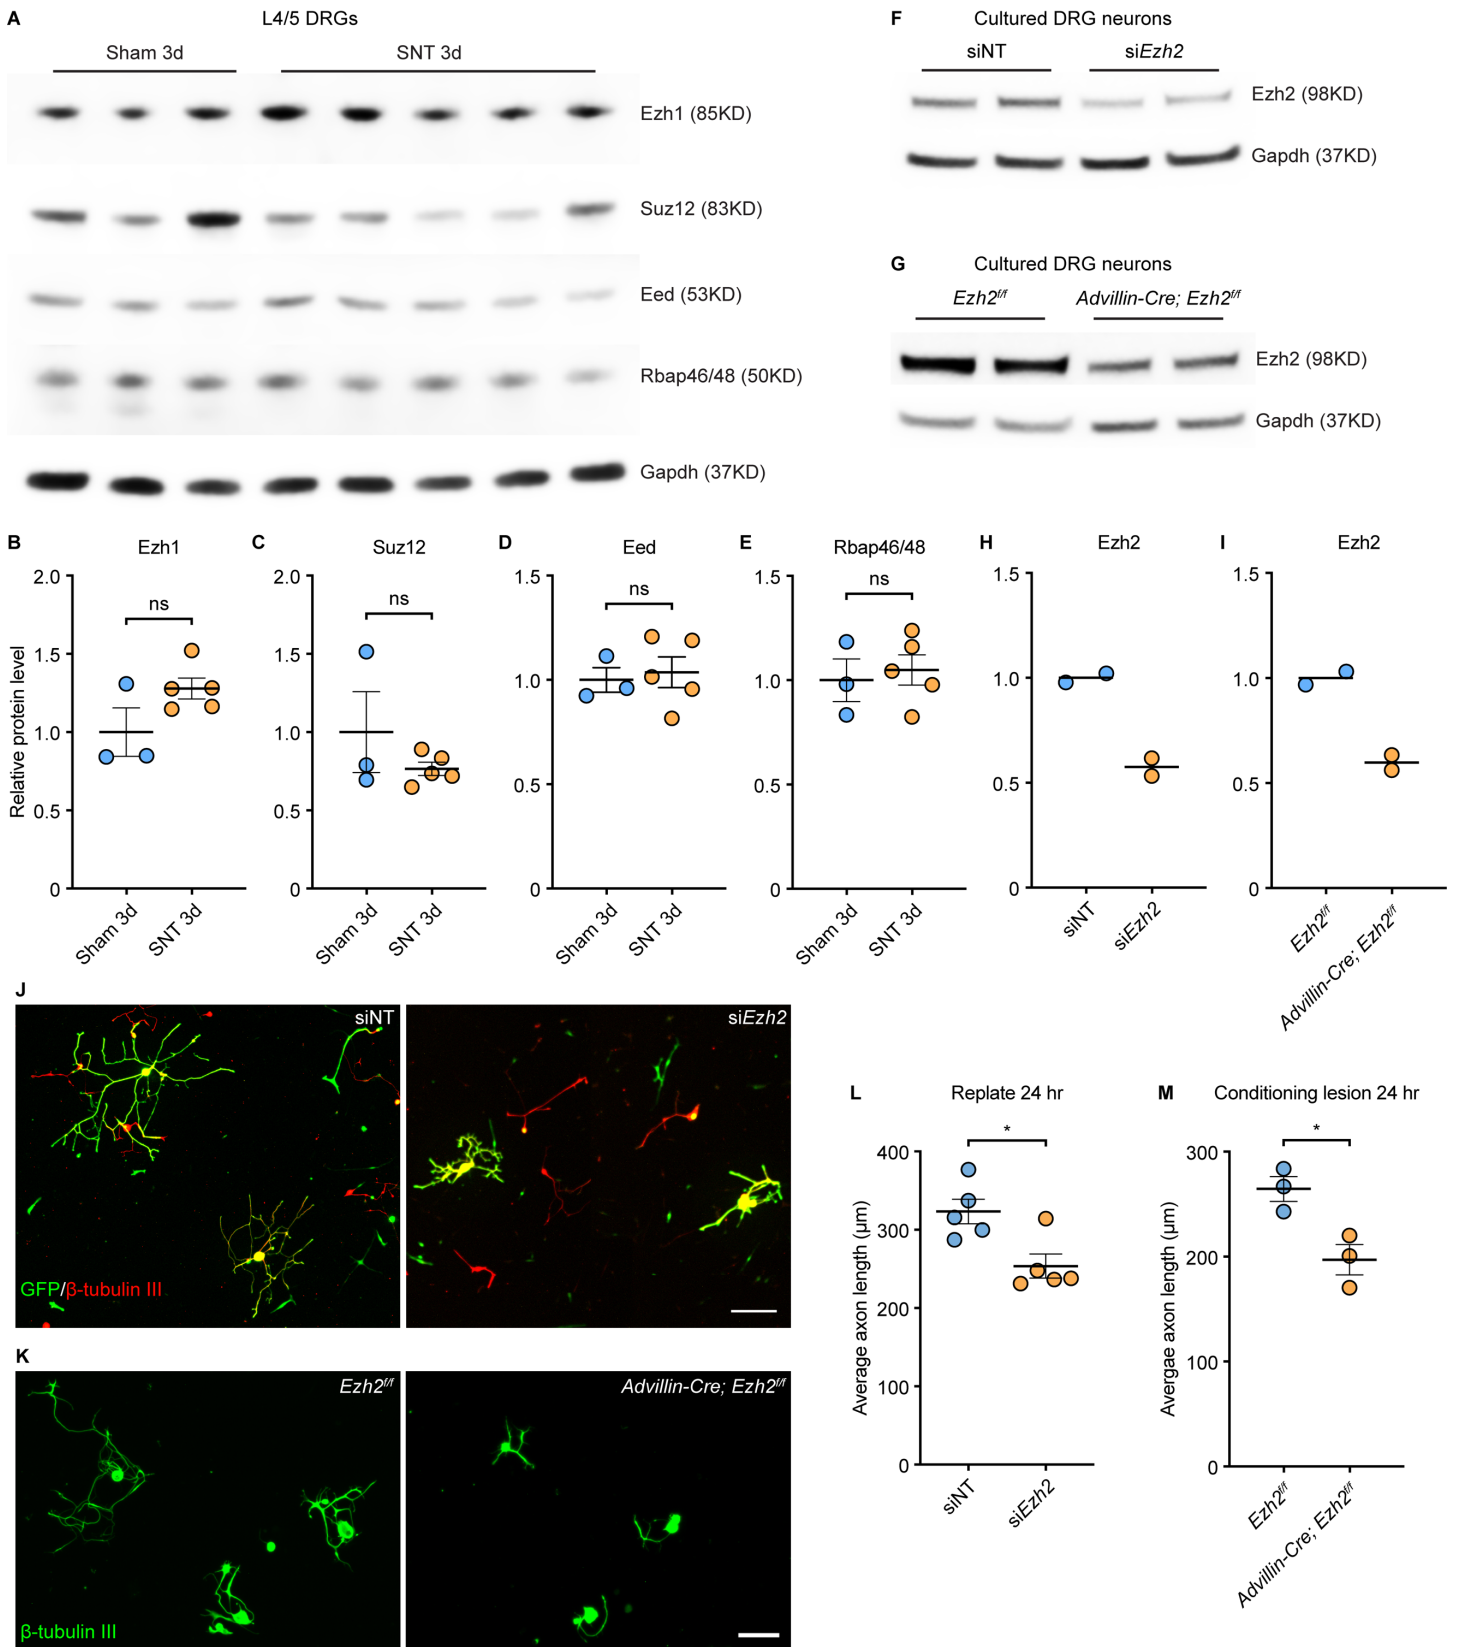 A
L4/5 DRGs
Sham 3d
SNT 3d
Ezh1 (85KD)
Suz12 (83KD)
Eed (53KD)
Rbap46/48 (50KD)
Gapdh (37KD)
F
Cultured DRG neurons
siNT
siEzh2
Ezh2 (98KD)
Gapdh (37KD)
G
Cultured DRG neurons
Ezh2f/f
Advillin-Cre; Ezh2f/f
Ezh2 (98KD)
Gapdh (37KD)
B
Ezh1
Relative protein level
2.0
1.5
1.0
0.5
0
ns
Sham 3d
SNT 3d
C
Suz12
2.0
1.5
1.0
0.5
0
ns
Sham 3d
SNT 3d
D
Eed
1.5
1.0
0.5
0
ns
Sham 3d
SNT 3d
E
Rbap46/48
1.5
1.0
0.5
0
ns
Sham 3d
SNT 3d
H
Ezh2
1.5
1.0
0.5
0
siNT
siEzh2
I
Ezh2
1.5
1.0
0.5
0
Ezh2f/f
Advillin-Cre; Ezh2f/f
J
siNT
GFP/β-tubulin III
siEzh2
K
Ezh2f/f
β-tubulin III
Advillin-Cre; Ezh2f/f
L
Replate 24 hr
Average axon length (μm)
400
300
200
100
0
*
siNT
siEzh2
M
Conditioning lesion 24 hr
Avergae axon length (μm)
300
200
100
0
*
Ezh2f/f
Advillin-Cre; Ezh2f/f